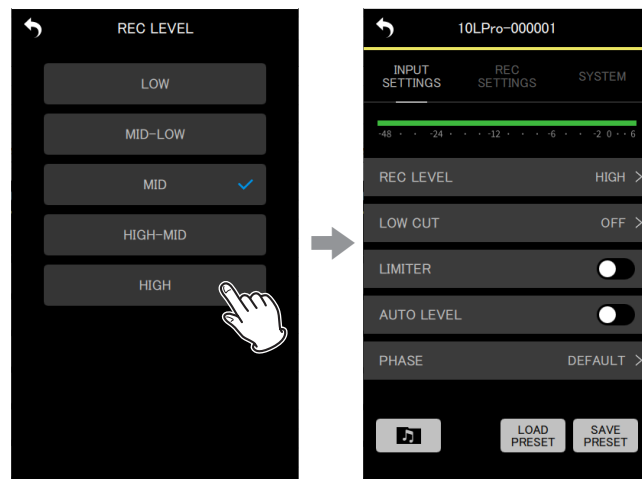 REC LEVEL
LOW
MID-LOW
MID
HIGH-MID
HIGH
10LPro-000001
INPUT
SETTINGS
REC
SETTINGS
SYSTEM
-48 · · -24 · · -12 · · · -6 · · -2 0 · · 6
REC LEVEL HIGH >
LOW CUT OFF >
LIMITER
AUTO LEVEL
PHASE DEFAULT >
LOAD
PRESET
SAVE
PRESET